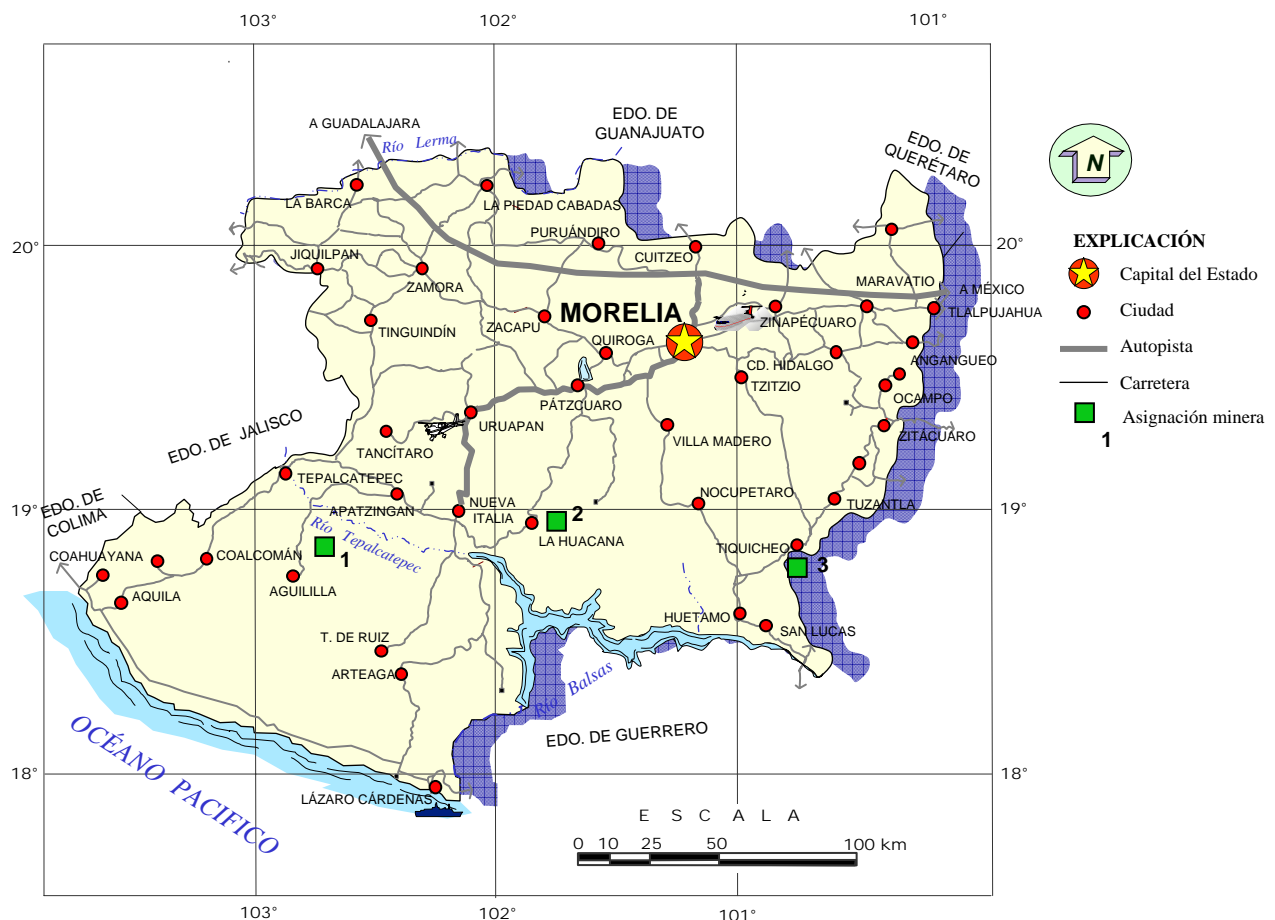 103°
102°
101°
A GUADALAJARA
Río Lerma
EDO. DE
GUANAJUATO
EDO. DE
QUERÉTARO
N
LA BARCA
LA PIEDAD CABADAS
PURUÁNDIRO
CUITZEO
20°
20°
JIQUILPAN
ZAMORA
MARAVATIO
A MÉXICO
TINGUINDÍN
ZACAPU
MORELIA
ZINAPÉCUARO
TLALPUJAHUA
QUIROGA
CD. HIDALGO
ANGANGUEO
TZITZIO
PÁTZCUARO
OCAMPO
URUAPAN
VILLA MADERO
ZITÁCUARO
EDO. DE JALISCO
TANCÍTARO
TEPALCATEPEC
NOCUPETARO
TUZANTLA
EDO. DE
COLIMA
APATZINGAN
NUEVA
ITALIA
19°
19°
Río Tepalcatepec
2
LA HUACANA
TIQUICHEO
COAHUAYANA
COALCOMÁN
1
3
AGUILILLA
AQUILA
HUETAMO
SAN LUCAS
T. DE RUIZ
ARTEAGA
Río Balsas
EDO. DE GUERRERO
OCÉANO PACIFICO
18°
18°
LÁZARO CÁRDENAS
E S C A L A
0 10 25 50 100 km
103°
102°
101°
EXPLICACIÓN
Capital del Estado
Ciudad
Autopista
Carretera
Asignación minera
1